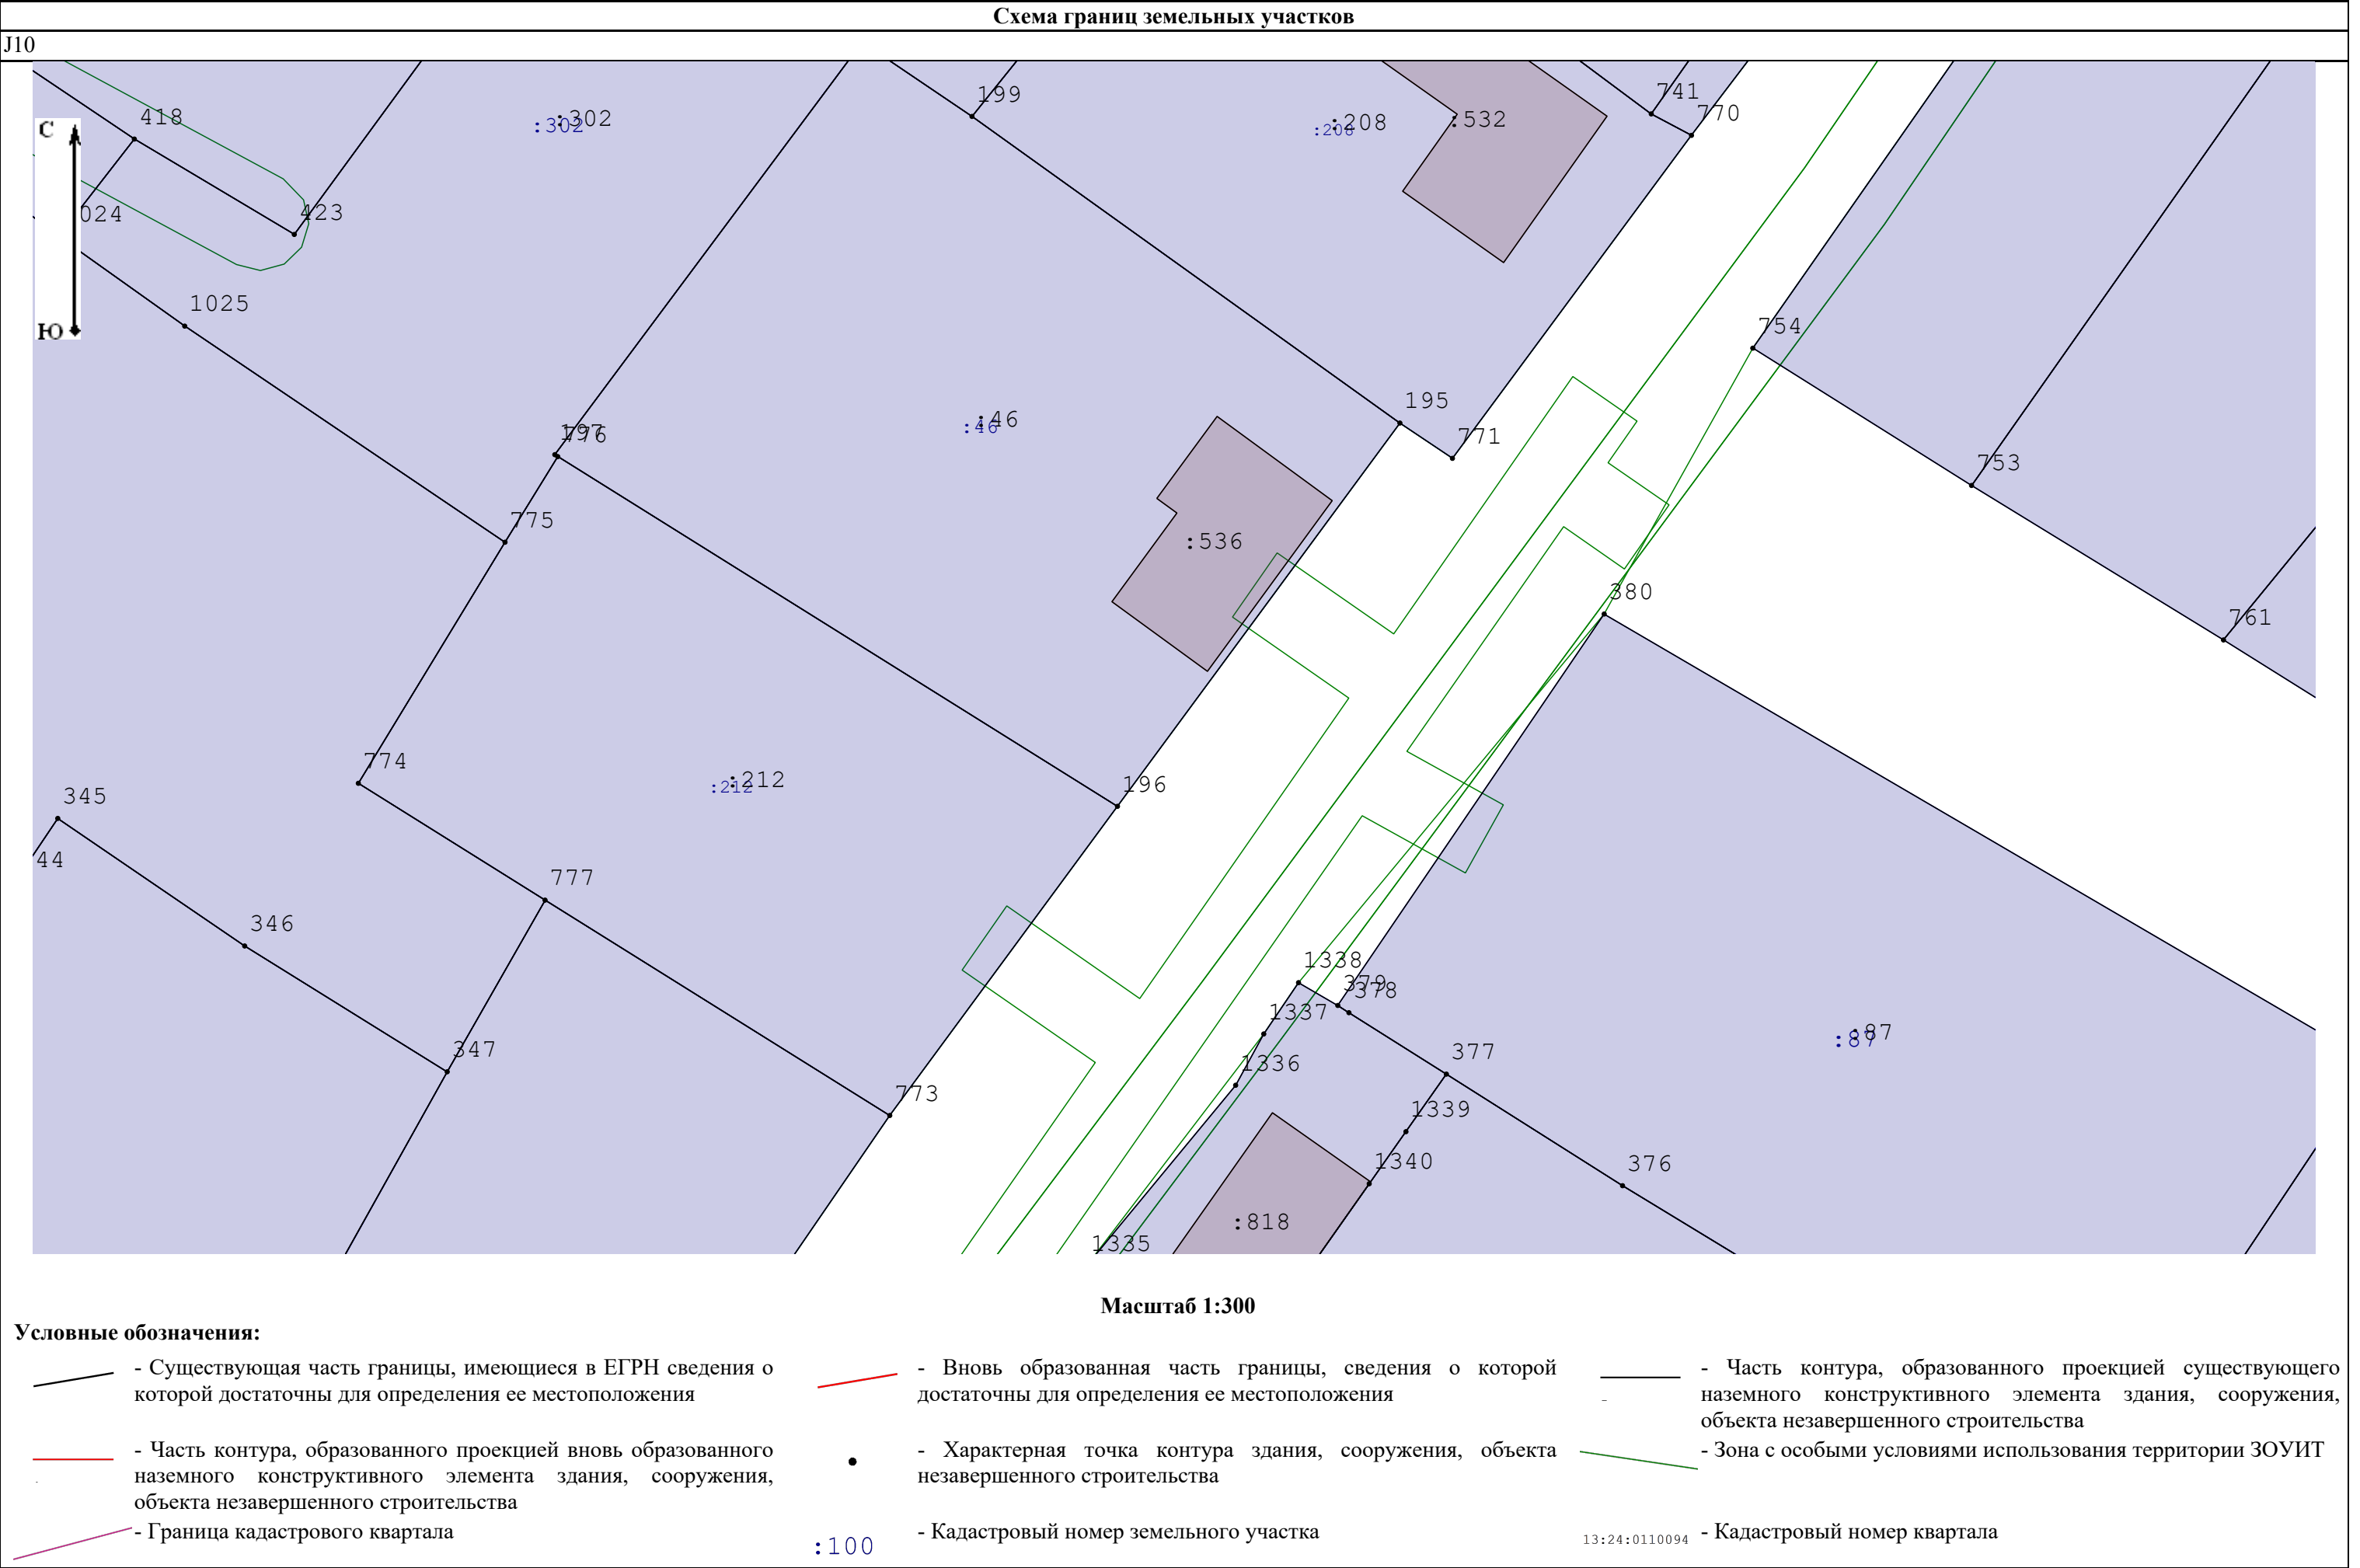 Схема границ земельных участков
J10
199
741
770
418
:302
:302
:208
:208
:532
С
024
423
1025
Ю
754
195
771
:46
:46
197
776
753
775
:536
380
761
774
:212
:212
196
345
44
777
346
1338
379
378
1337
:87
:87
347
377
1336
773
1339
1340
376
:818
1335
Масштаб 1:300
Условные обозначения:
- Существующая часть границы, имеющиеся в ЕГРН сведения о
которой достаточны для определения ее местоположения
- Вновь образованная часть границы, сведения о которой
достаточны для определения ее местоположения
- Часть контура, образованного проекцией существующего
наземного конструктивного элемента здания, сооружения,
объекта незавершенного строительства
- Часть контура, образованного проекцией вновь образованного
наземного конструктивного элемента здания, сооружения,
объекта незавершенного строительства
- Характерная точка контура здания, сооружения, объекта
незавершенного строительства
- Зона с особыми условиями использования территории ЗОУИТ
- Граница кадастрового квартала
:100
- Кадастровый номер земельного участка
13:24:0110094
- Кадастровый номер квартала